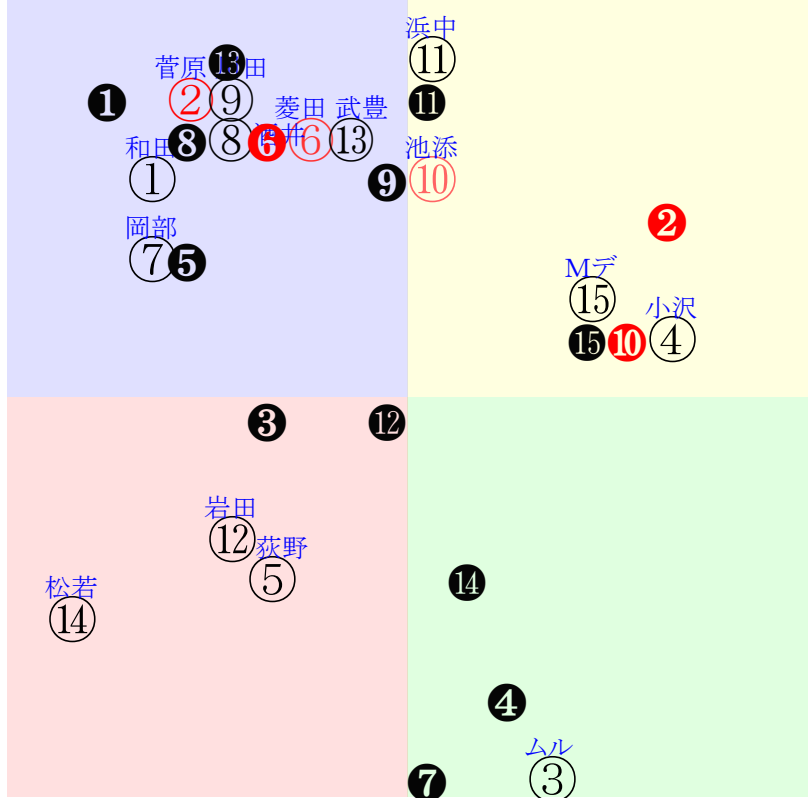 浜中
⑪
⓭
菅原
田
②
⑨
❶
菱田
武豊
⓫
和田
❽
⑧
酒井
❻
⑥
⑬
池添
①
❾
⑩
岡部
⑦
❺
❷
Mデ
⑮
小沢
⓯
❿
④
❸
⓬
岩田
⑫
荻野
⑤
松若
⑭
⓮
❹
ムル
③
❼